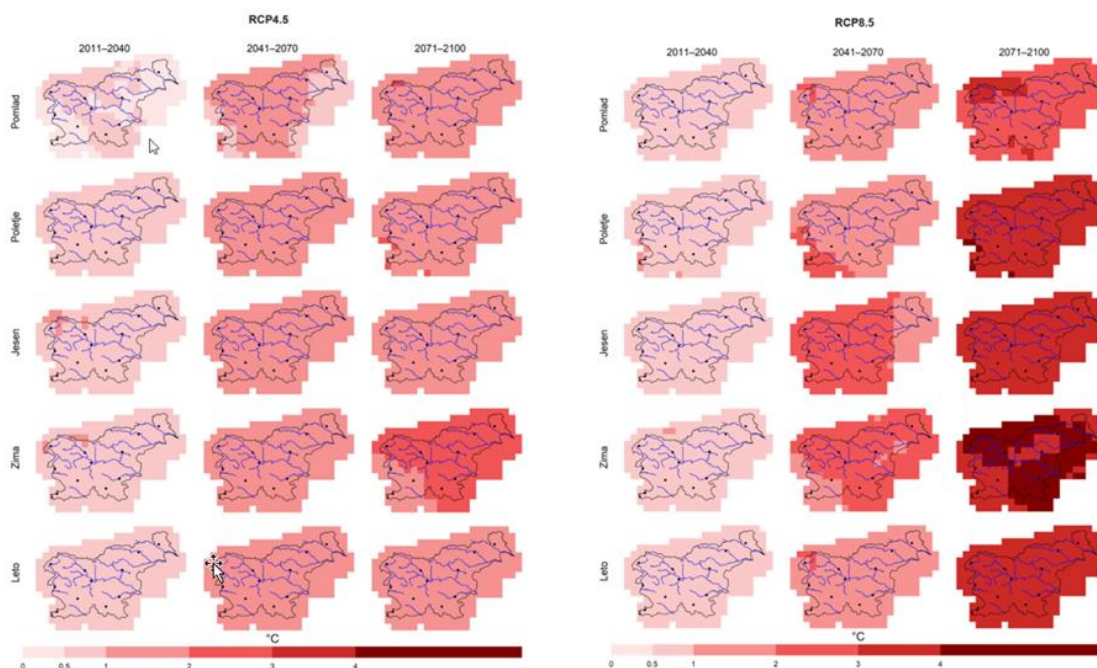 RCP4.5
2011–2040 2041–2070 2071–2100
Pomlad
Poletje
Jesen
Zima
Leto
°C
0 0.5 1 2 3 4
RCP8.5
2011–2040 2041–2070 2071–2100
Pomlad
Poletje
Jesen
Zima
Leto
°C
0 0.5 1 2 3 4